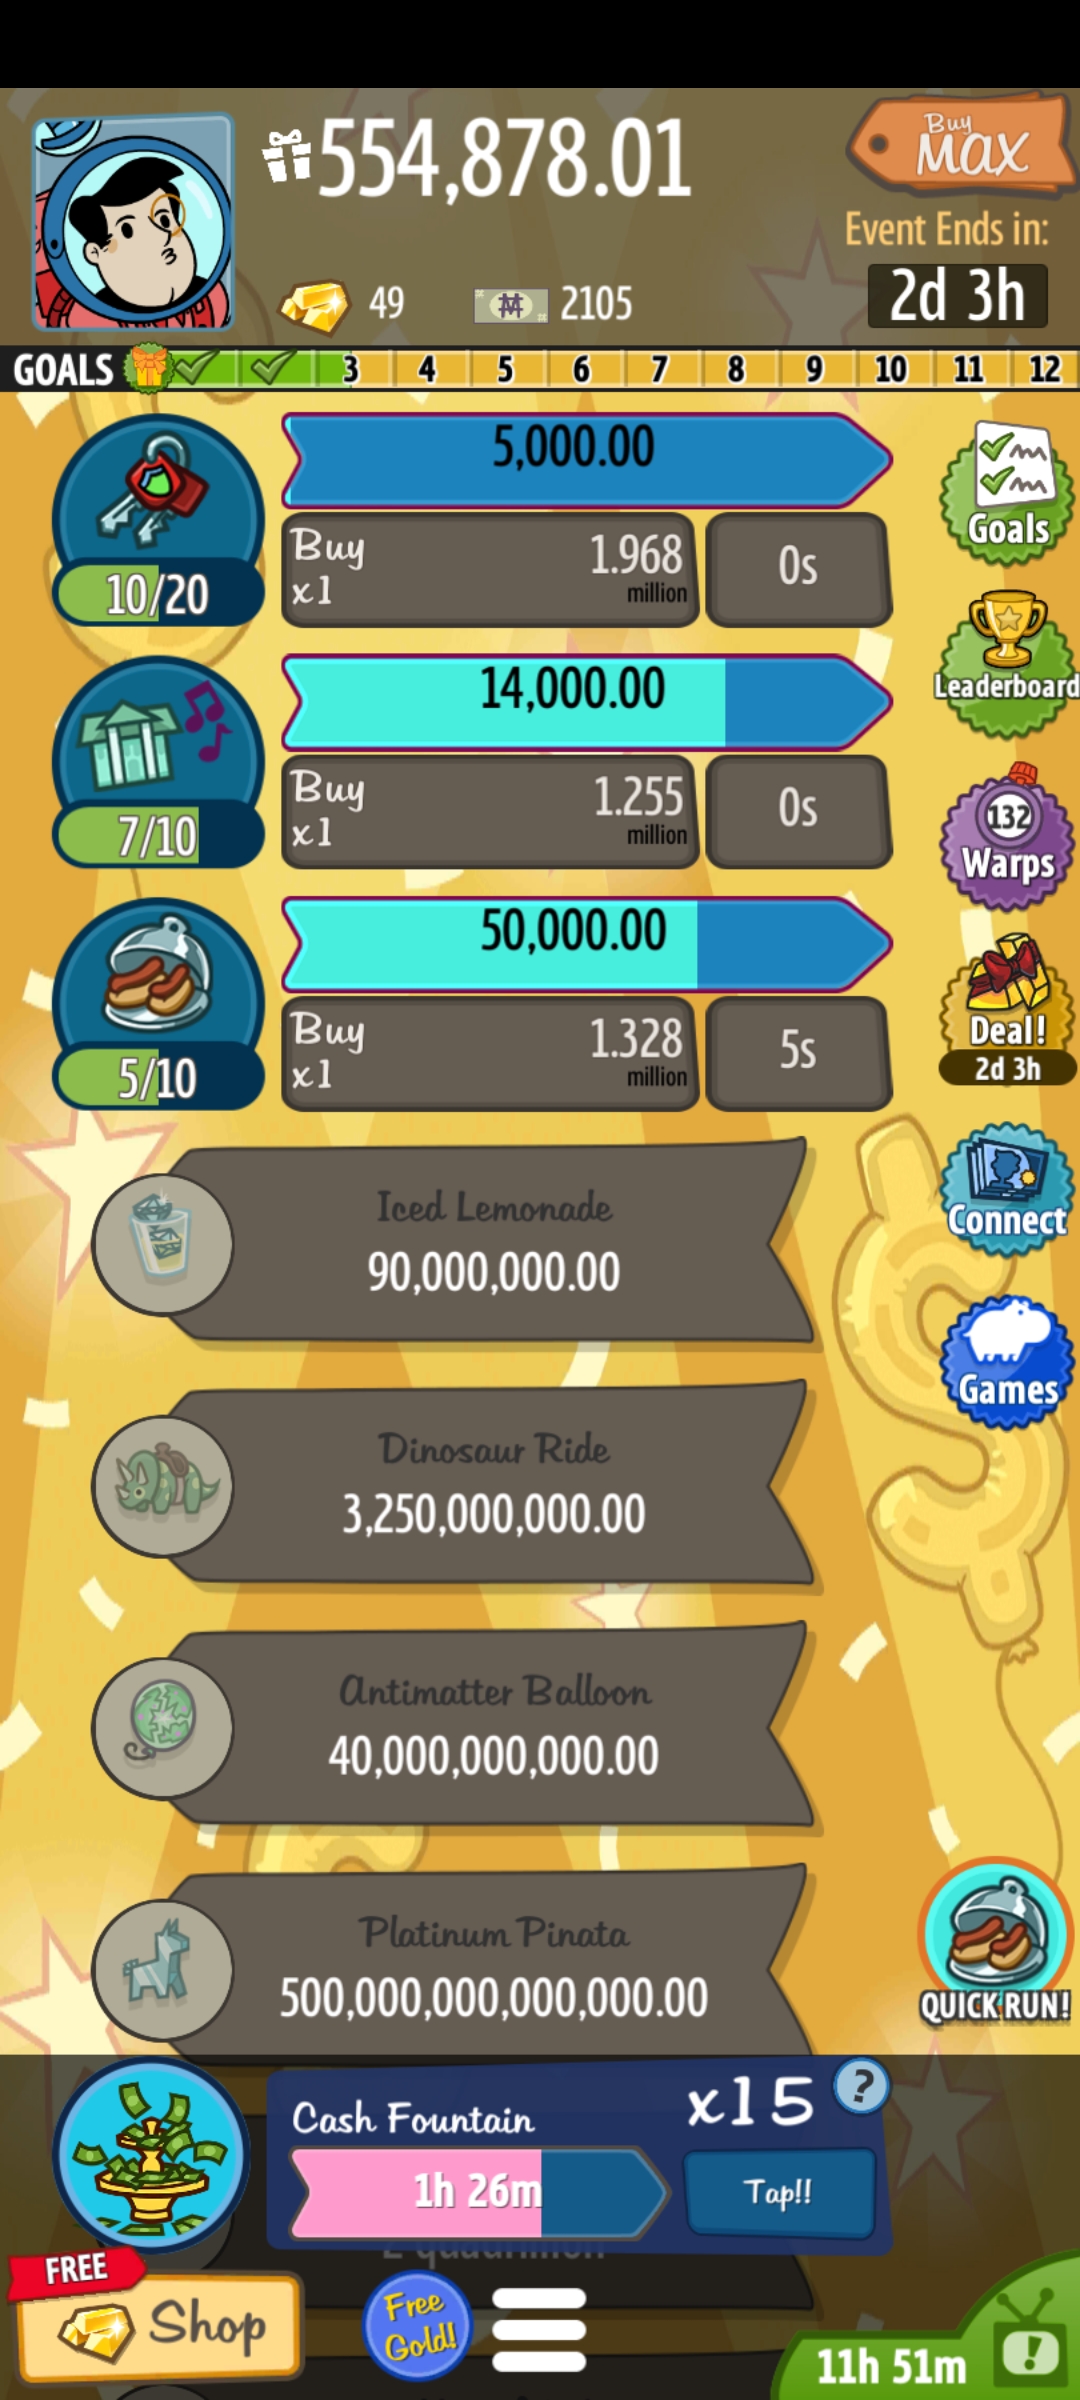 554,878.01
Buy
MAX
Event Ends in:
49
2105
2d 3h
GOALS
3 4 5 6 7 8 9 10 11 12
5,000.00
Buy
x1
1.968
million
0s
10/20
Goals
14,000.00
Buy
x1
1.255
million
0s
7/10
Leaderboard
132
Warps
50,000.00
Buy
x1
1.328
million
5s
5/10
Deal!
2d 3h
Iced Lemonade
90,000,000.00
Connect
Games
Dinosaur Ride
3,250,000,000.00
Antimatter Balloon
40,000,000,000.00
Platinum Pinata
500,000,000,000,000.00
QUICK RUN!
Cash Fountain
x15
?
1h 26m
Tap!!
2 quadrillion
FREE
Shop
Free
Gold!
11h 51m
!